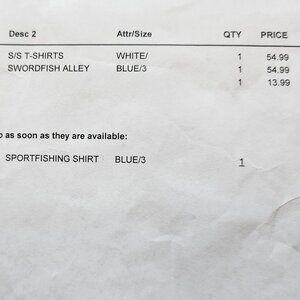 Desc 2 Attr/Size QTY PRICE
S/S T-SHIRTS WHITE/ 1 54.99
SWORDFISH ALLEY BLUE/3 1 54.99
1 13.99
o as soon as they are available:
SPORTFISHING SHIRT BLUE/3 1